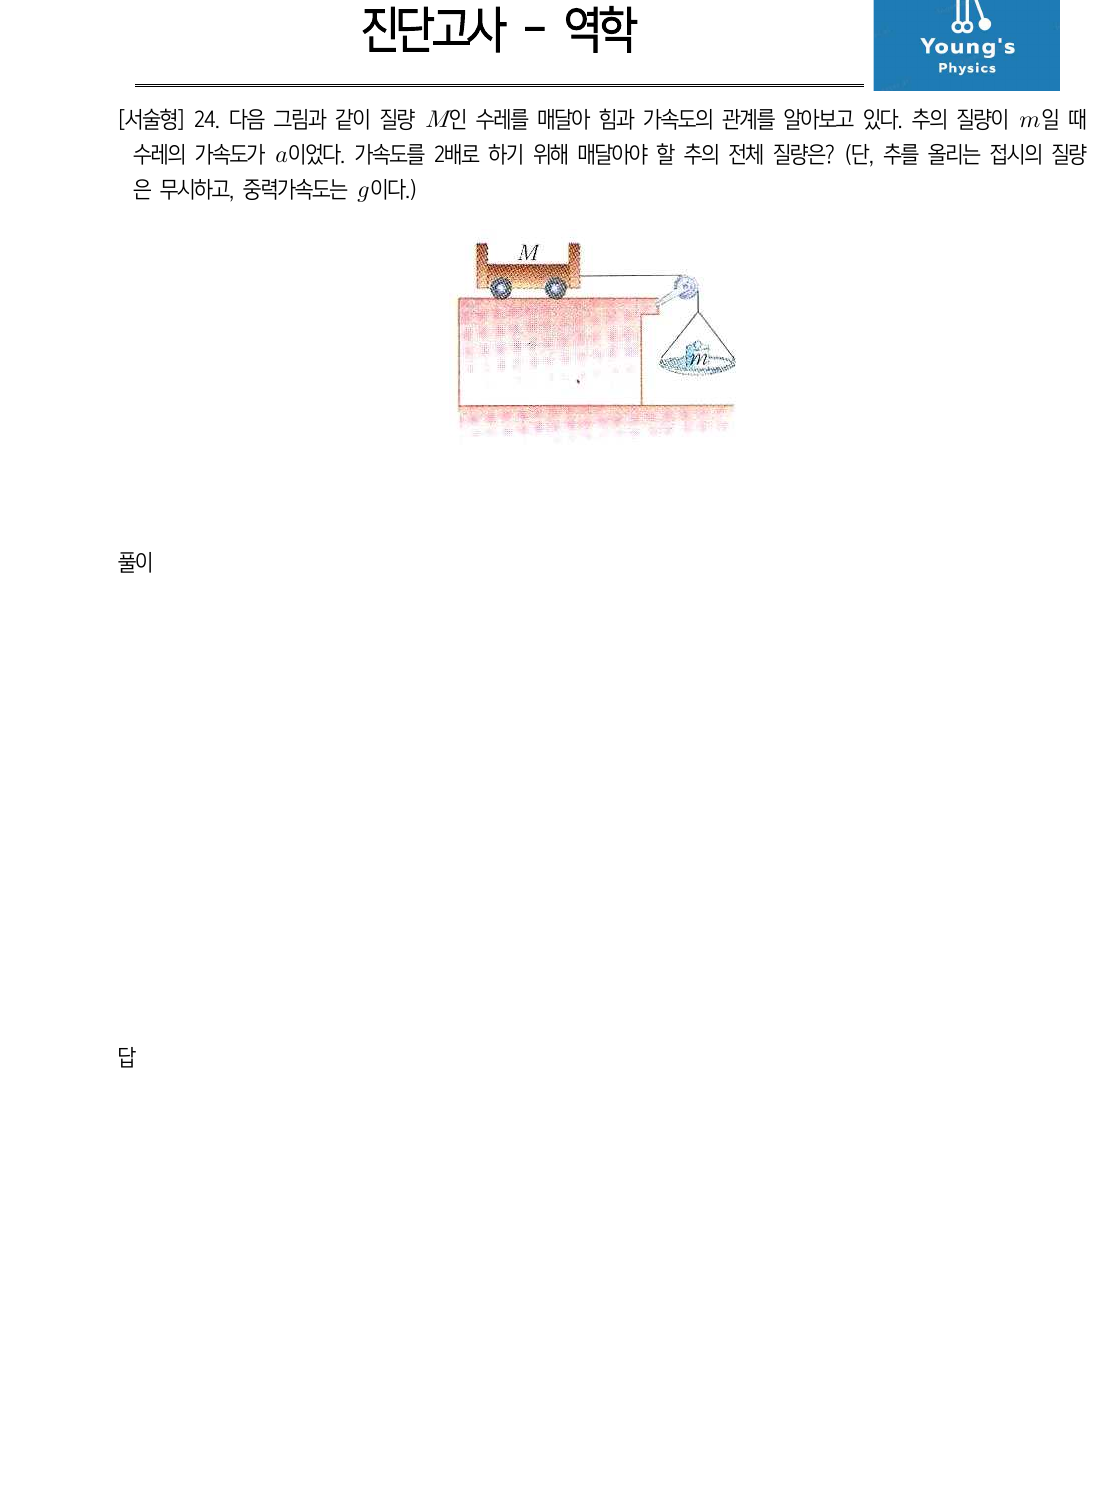 진단고사 - 역학
Young's
Physics
[서술형] 24. 다음 그림과 같이 질량 M인 수레를 매달아 힘과 가속도의 관계를 알아보고 있다. 추의 질량이 m일 때
수레의 가속도가 a이었다. 가속도를 2배로 하기 위해 매달아야 할 추의 전체 질량은? (단, 추를 올리는 접시의 질량
은 무시하고, 중력가속도는 g이다.)
M
m
풀이
답